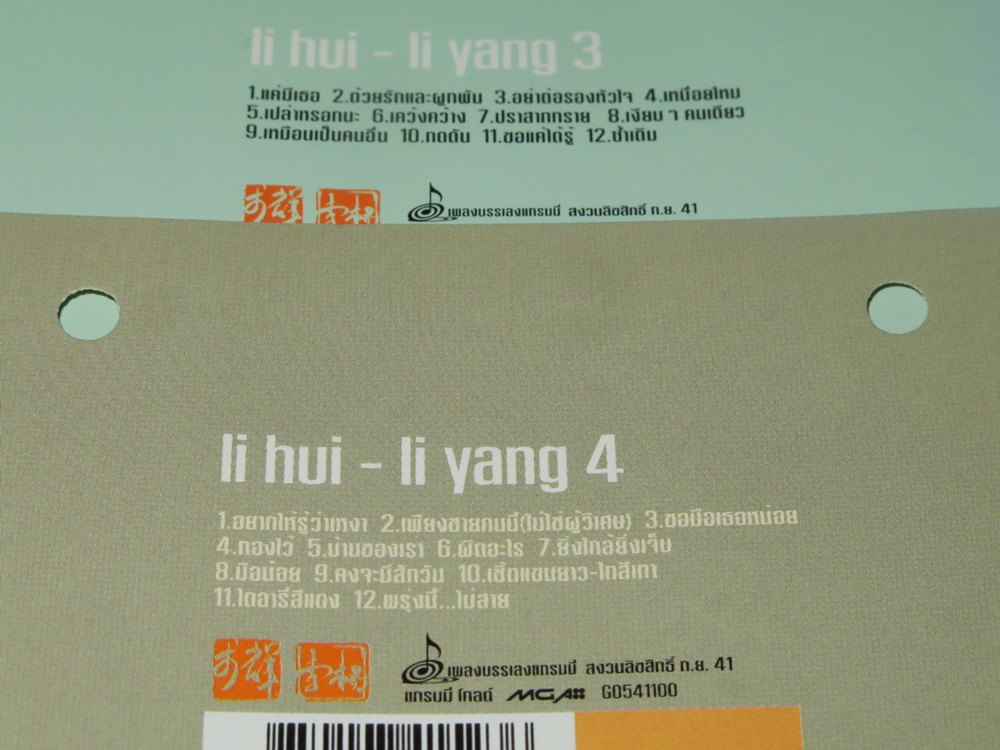 li hui - li yang 3
1.แค่มีเธอ 2.ด้วยรักและผูกพัน 3.อย่าต่อรองหัวใจ 4.เหนื่อยไหม
5.เปล่าหรอกนะ 6.เคว้งคว้าง 7.ปราสาททราย 8.เงียบ ๆ คนเดียว
9.เหมือนเป็นคนอื่น 10.กดดัน 11.ขอแค่ได้รู้ 12.ซ้ำเติม
เพลงบรรเลงแกรมมี่ สงวนลิขสิทธิ์ ก.ย. 41
li hui - li yang 4
1.อยากให้รู้ว่าเหงา 2.เพียงชายคนนี้(ไม่ใช่ผู้วิเศษ) 3.ขอมือเธอหน่อย
4.กองไว้ 5.บ้านของเรา 6.ผิดอะไร 7.ยิ่งใกล้ยิ่งเจ็บ
8.มือน้อย 9.คงจะมีสักวัน 10.เชิ้ตแขนยาว-ไทสีเทา
11.ไดอารี่สีแดง 12.พรุ่งนี้...ไม่สาย
เพลงบรรเลงแกรมมี่ สงวนลิขสิทธิ์ ก.ย. 41
แกรมมี่ โกลด์ MGA G0541100